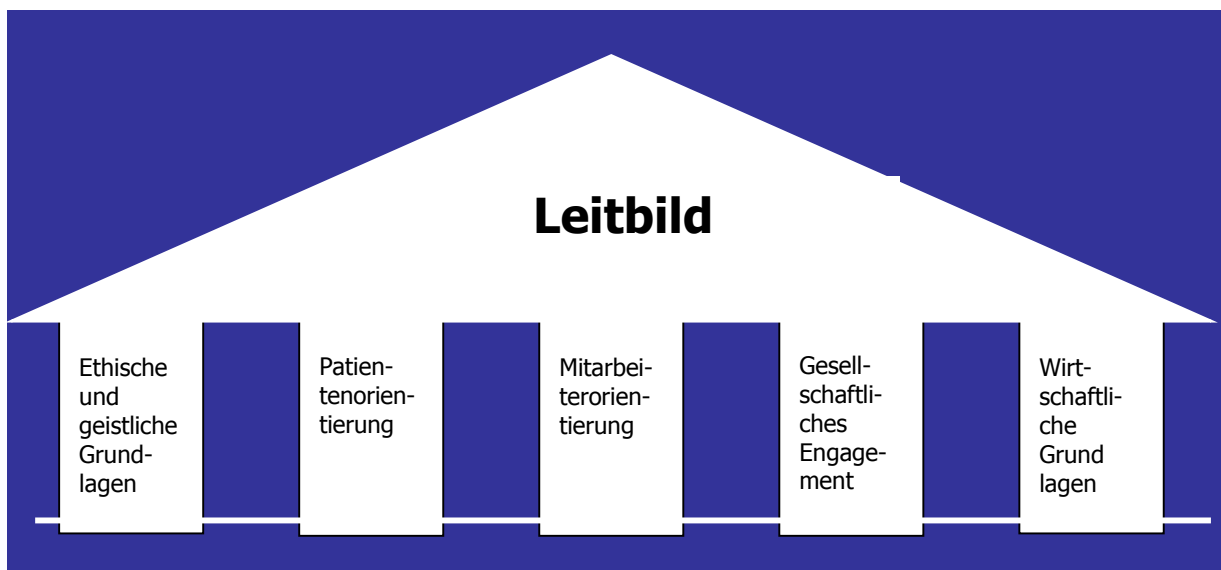 Leitbild
Ethische
und
geistliche
Grund-
lagen
Patien-
tenorien-
tierung
Mitarbei-
terorien-
tierung
Gesell-
schaftli-
ches
Engage-
ment
Wirt-
schaftli-
che
Grund
lagen